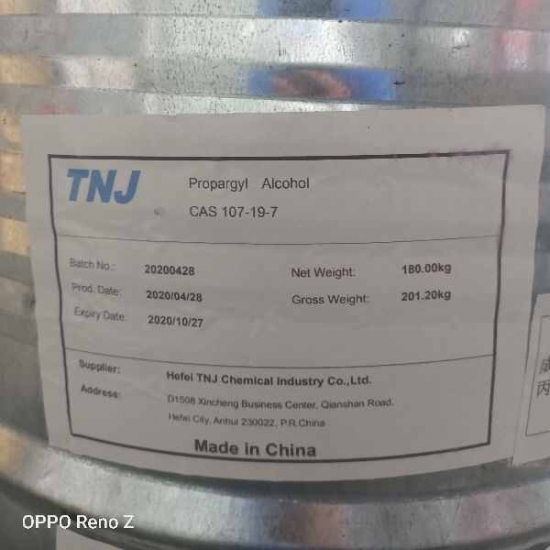 TNJ
Propargyl Alcohol
CAS 107-19-7
Batch No.: 20200428
Net Weight: 180.00kg
Prod. Date: 2020/04/28
Gross Weight: 201.20kg
Expiry Date: 2020/10/27
Supplier: Hefei TNJ Chemical Industry Co.,Ltd.
Address: D1508 Xincheng Business Center, Qianshan Road,
Hefei City, Anhui 230022, P.R.China
Made in China
丙
OPPO Reno Z